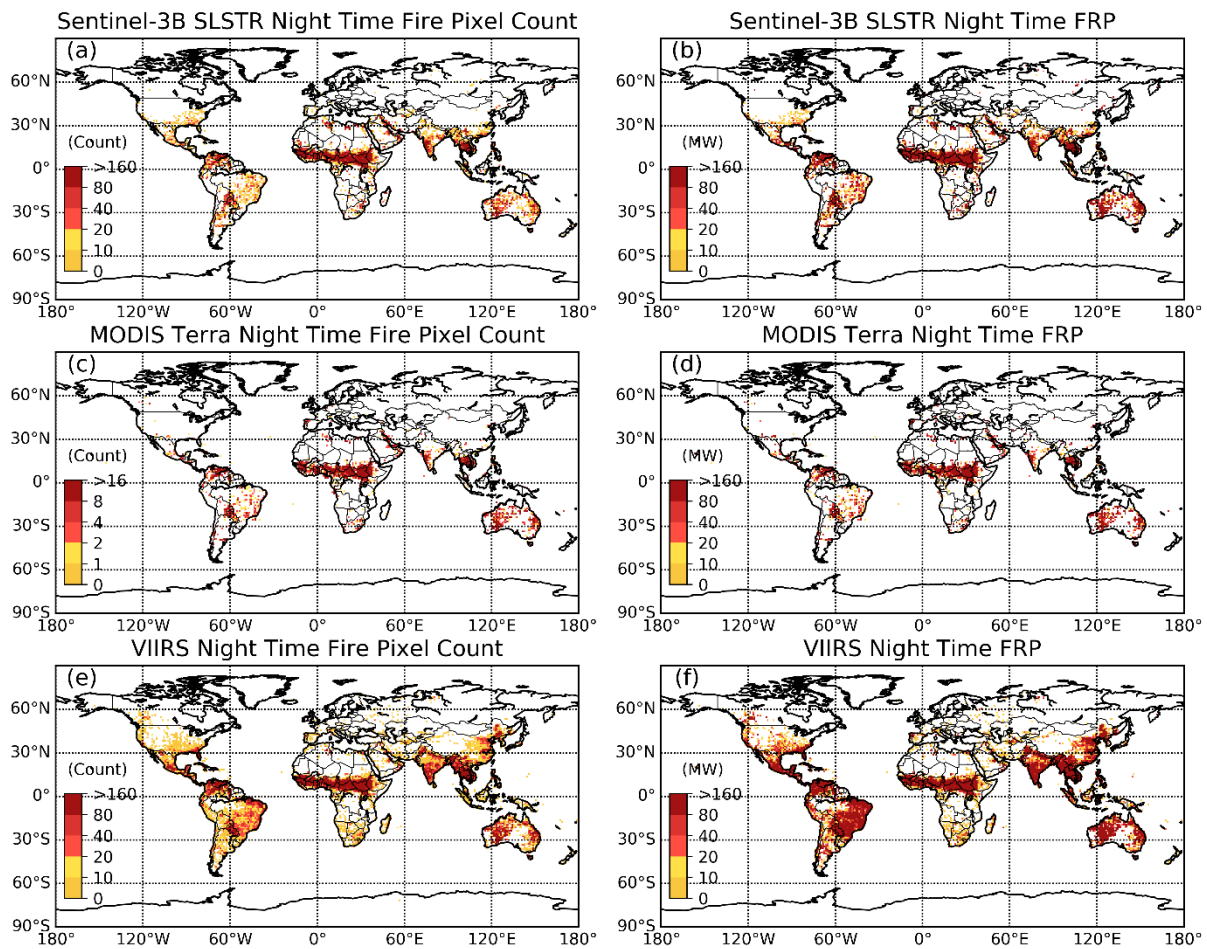 Sentinel-3B SLSTR Night Time Fire Pixel Count
(a)
60°N
30°N
0°
30°S
60°S
90°S
(Count)
>160
80
40
20
10
0
180° 120°W 60°W 0° 60°E 120°E 180°
Sentinel-3B SLSTR Night Time FRP
(b)
60°N
30°N
0°
30°S
60°S
90°S
(MW)
>160
80
40
20
10
0
180° 120°W 60°W 0° 60°E 120°E 180°
MODIS Terra Night Time Fire Pixel Count
(c)
60°N
30°N
0°
30°S
60°S
90°S
(Count)
>16
8
4
2
1
0
180° 120°W 60°W 0° 60°E 120°E 180°
MODIS Terra Night Time FRP
(d)
60°N
30°N
0°
30°S
60°S
90°S
(MW)
>160
80
40
20
10
0
180° 120°W 60°W 0° 60°E 120°E 180°
VIIRS Night Time Fire Pixel Count
(e)
60°N
30°N
0°
30°S
60°S
90°S
(Count)
>160
80
40
20
10
0
180° 120°W 60°W 0° 60°E 120°E 180°
VIIRS Night Time FRP
(f)
60°N
30°N
0°
30°S
60°S
90°S
(MW)
>160
80
40
20
10
0
180° 120°W 60°W 0° 60°E 120°E 180°